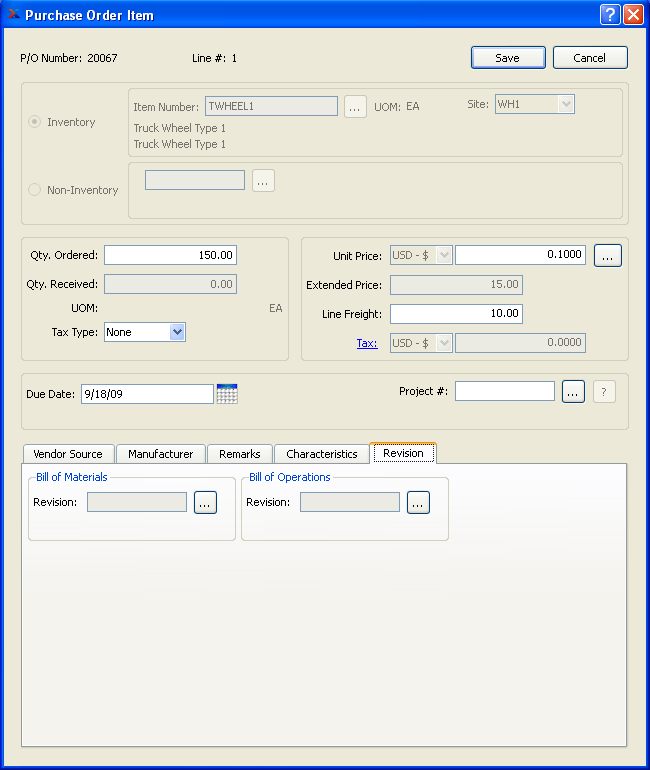 Purchase Order Item
P/O Number: 20067 Line #: 1 Save Cancel
Inventory
Item Number: TWHEEL1 ... UOM: EA Site: WH1
Truck Wheel Type 1
Truck Wheel Type 1
Non-Inventory ...
Qty. Ordered: 150.00
Qty. Received: 0.00
UOM: EA
Tax Type: None
Unit Price: USD - $ 0.1000 ...
Extended Price: 15.00
Line Freight: 10.00
Tax: USD - $ 0.0000
Due Date: 9/18/09 Project #: ... ?
Vendor Source Manufacturer Remarks Characteristics Revision
Bill of Materials
Revision: ...
Bill of Operations
Revision: ...